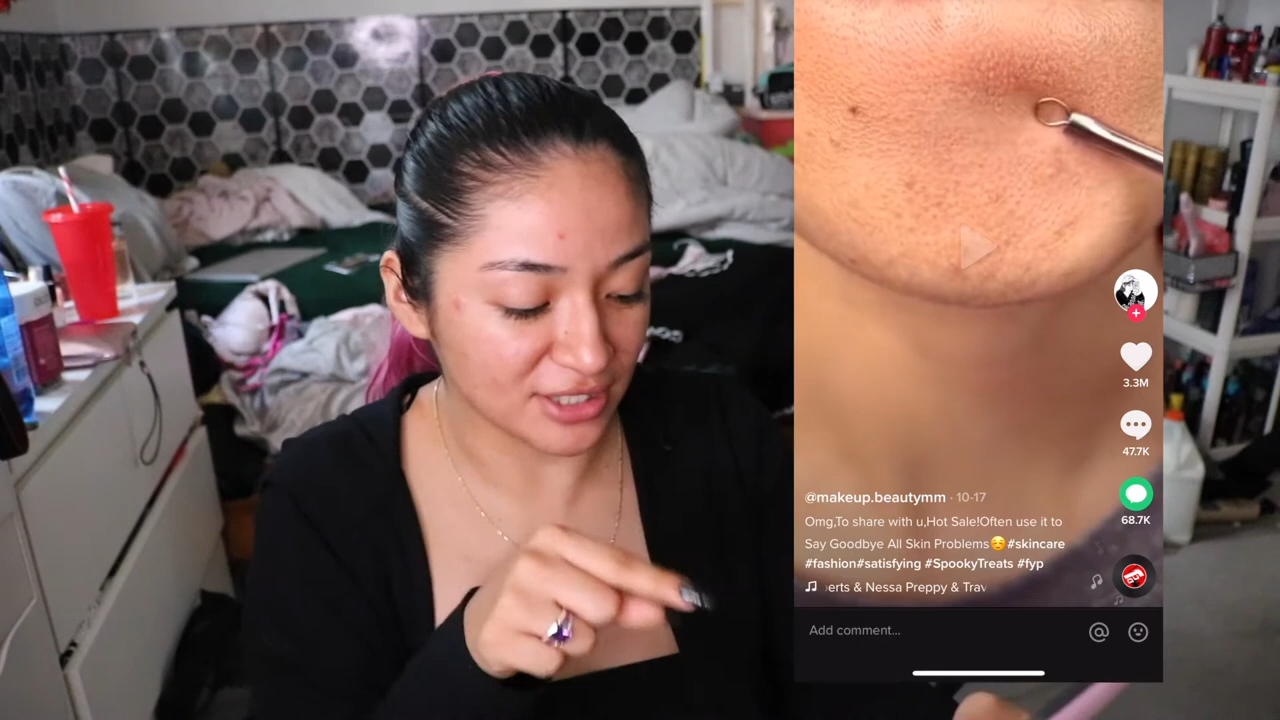 3.3M
47.7K
68.7K
@makeup.beautymm · 10-17
Omg,To share with u,Hot Sale!Often use it to
Say Goodbye All Skin Problems☺️#skincare
#fashion#satisfying #SpookyTreats #fyp
erts & Nessa Preppy & Trav
Add comment...